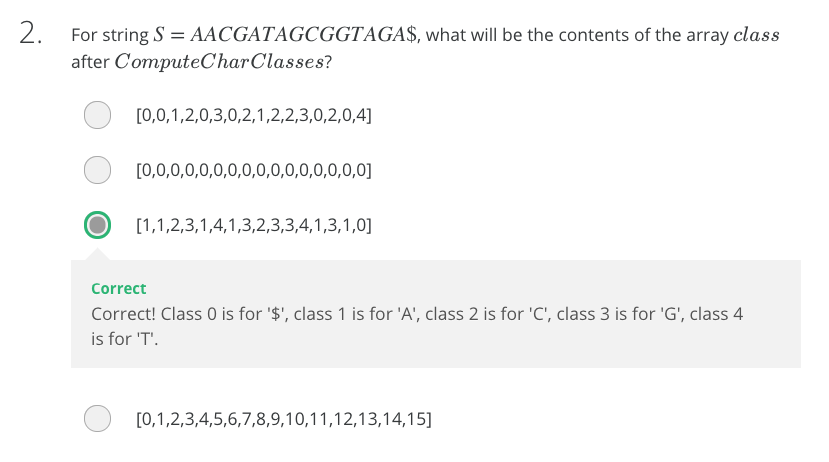 2. For string S = AACGATAGCGGTAGA$, what will be the contents of the array class
after ComputeCharClasses?
[0,0,1,2,0,3,0,2,1,2,2,3,0,2,0,4]
[0,0,0,0,0,0,0,0,0,0,0,0,0,0,0,0]
[1,1,2,3,1,4,1,3,2,3,3,4,1,3,1,0]
Correct
Correct! Class 0 is for '$', class 1 is for 'A', class 2 is for 'C', class 3 is for 'G', class 4
is for 'T'.
[0,1,2,3,4,5,6,7,8,9,10,11,12,13,14,15]